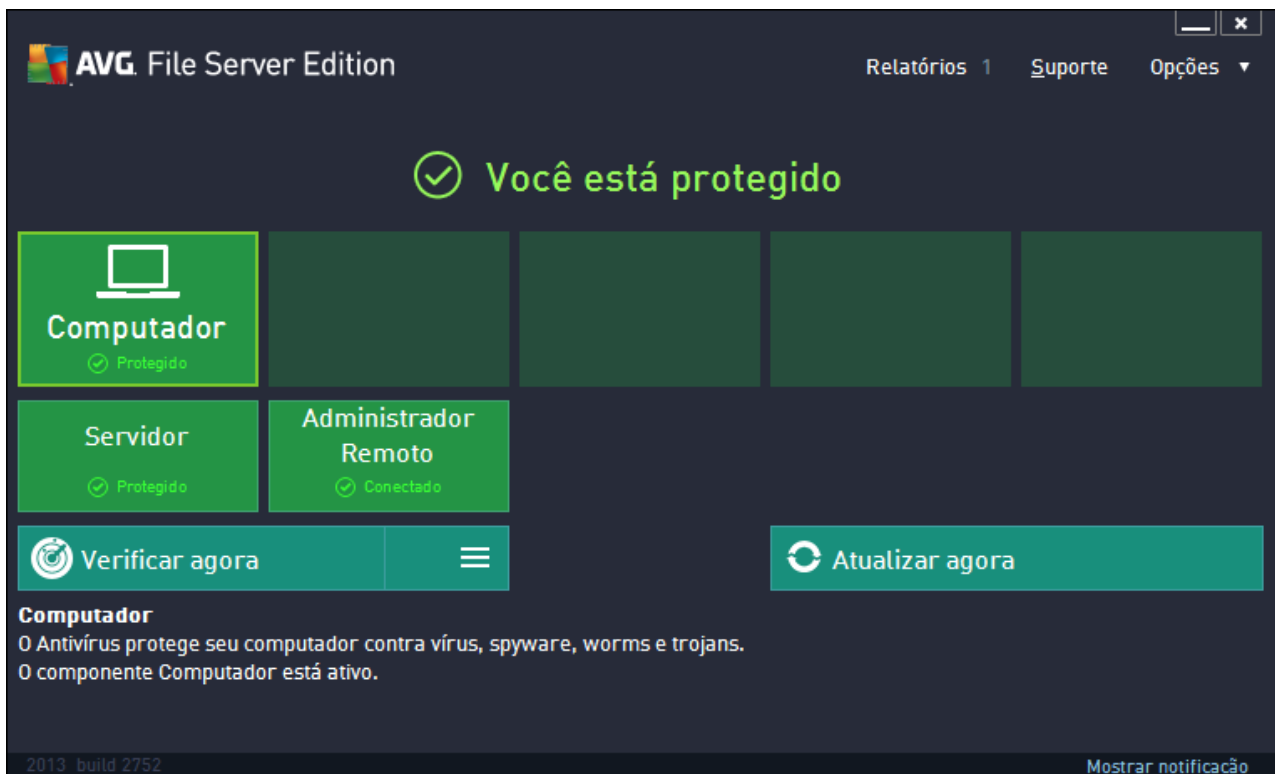 AVG. File Server Edition
Relatórios 1 Suporte Opções
Você está protegido
Computador
Protegido
Servidor
Protegido
Administrador
Remoto
Conectado
Verificar agora
Atualizar agora
Computador
O Antivírus protege seu computador contra vírus, spyware, worms e trojans.
O componente Computador está ativo.
2013 build 2752
Mostrar notificação